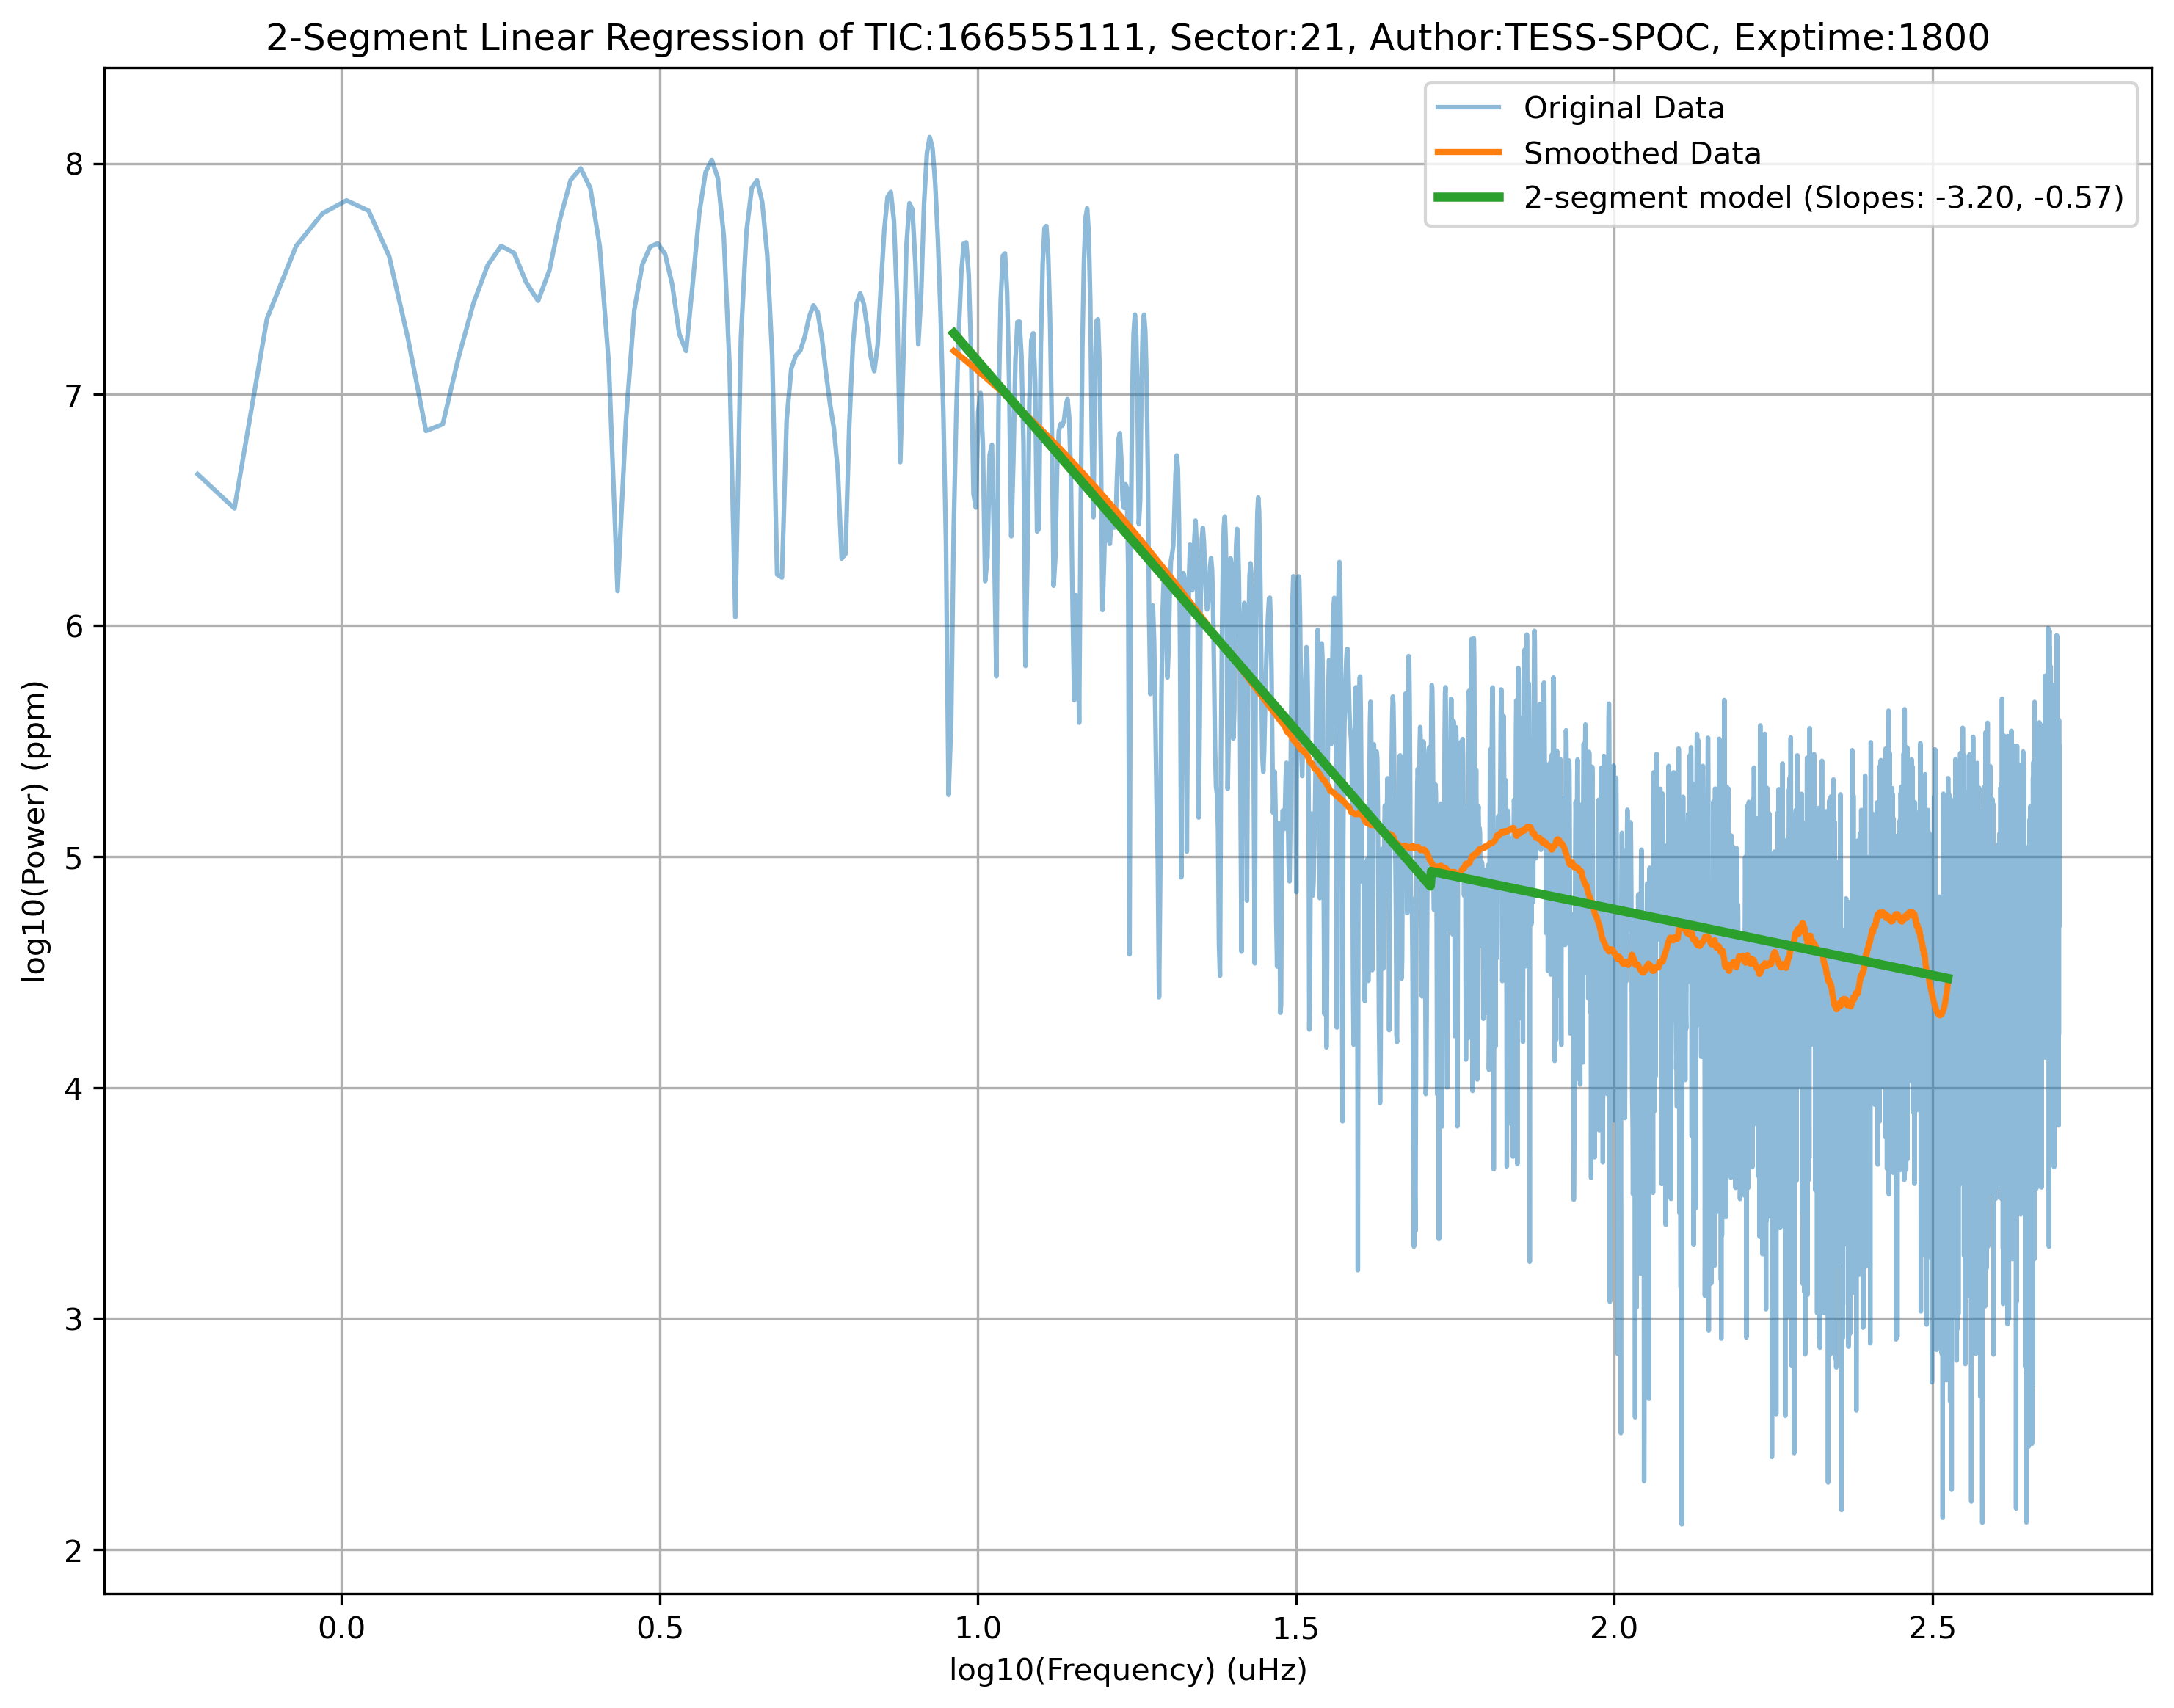 2-Segment Linear Regression of TIC:166555111, Sector:21, Author:TESS-SPOC, Exptime:1800
Original Data
Smoothed Data
2-segment model (Slopes: -3.20, -0.57)
log10(Power) (ppm)
8
7
6
5
4
3
2
0.0 0.5 1.0 1.5 2.0 2.5
log10(Frequency) (uHz)